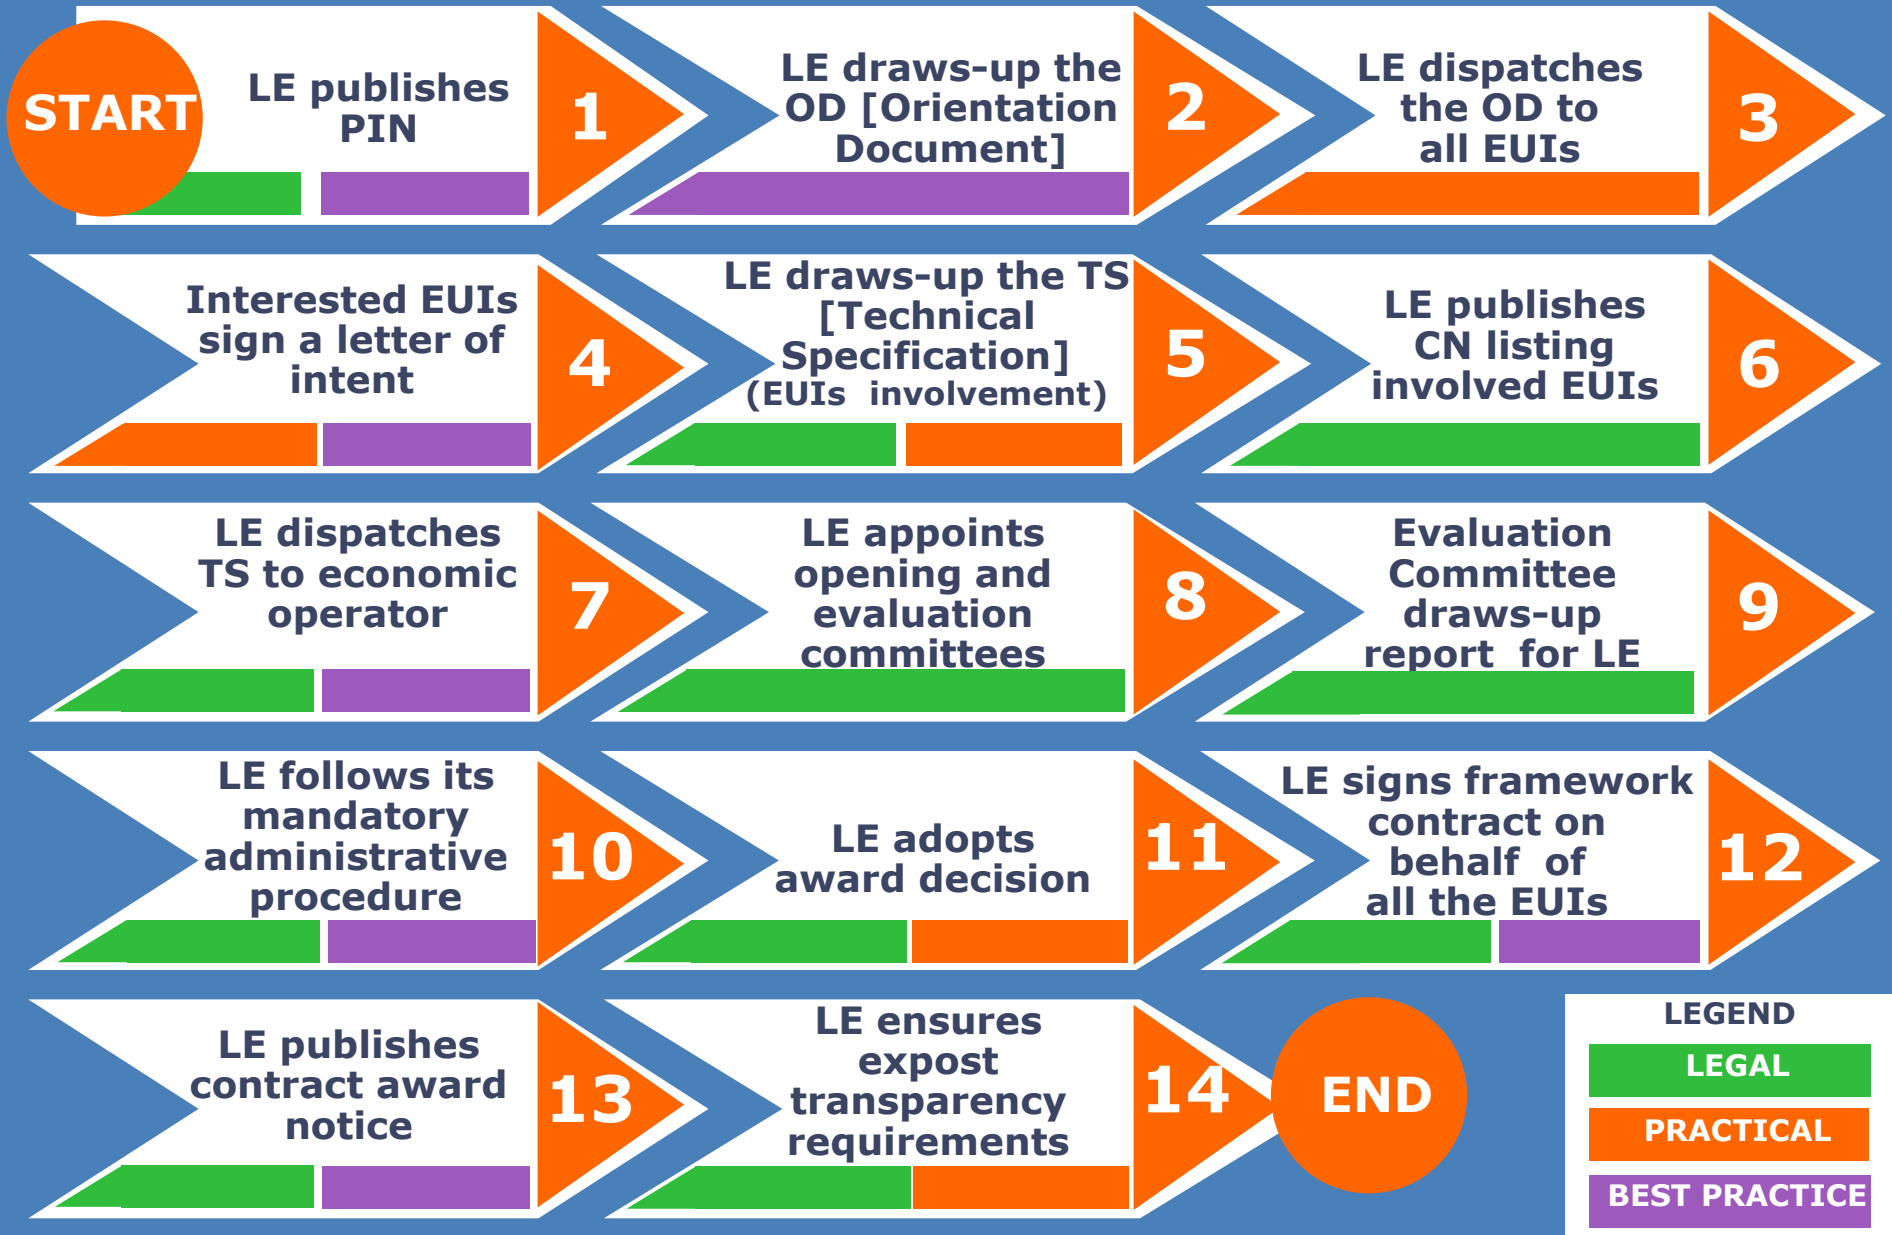 START
LE publishes
PIN
1
LE draws-up the
OD [Orientation
Document]
2
LE dispatches
the OD to
all EUIs
3
Interested EUIs
sign a letter of
intent
4
LE draws-up the TS
[Technical
Specification]
(EUIs involvement)
5
LE publishes
CN listing
involved EUIs
6
LE dispatches
TS to economic
operator
7
LE appoints
opening and
evaluation
committees
8
Evaluation
Committee
draws-up
report for LE
9
LE follows its
mandatory
administrative
procedure
10
LE adopts
award decision
11
LE signs framework
contract on
behalf of
all the EUIs
12
LE publishes
contract award
notice
13
LE ensures
expost
transparency
requirements
14
END
LEGEND
LEGAL
PRACTICAL
BEST PRACTICE